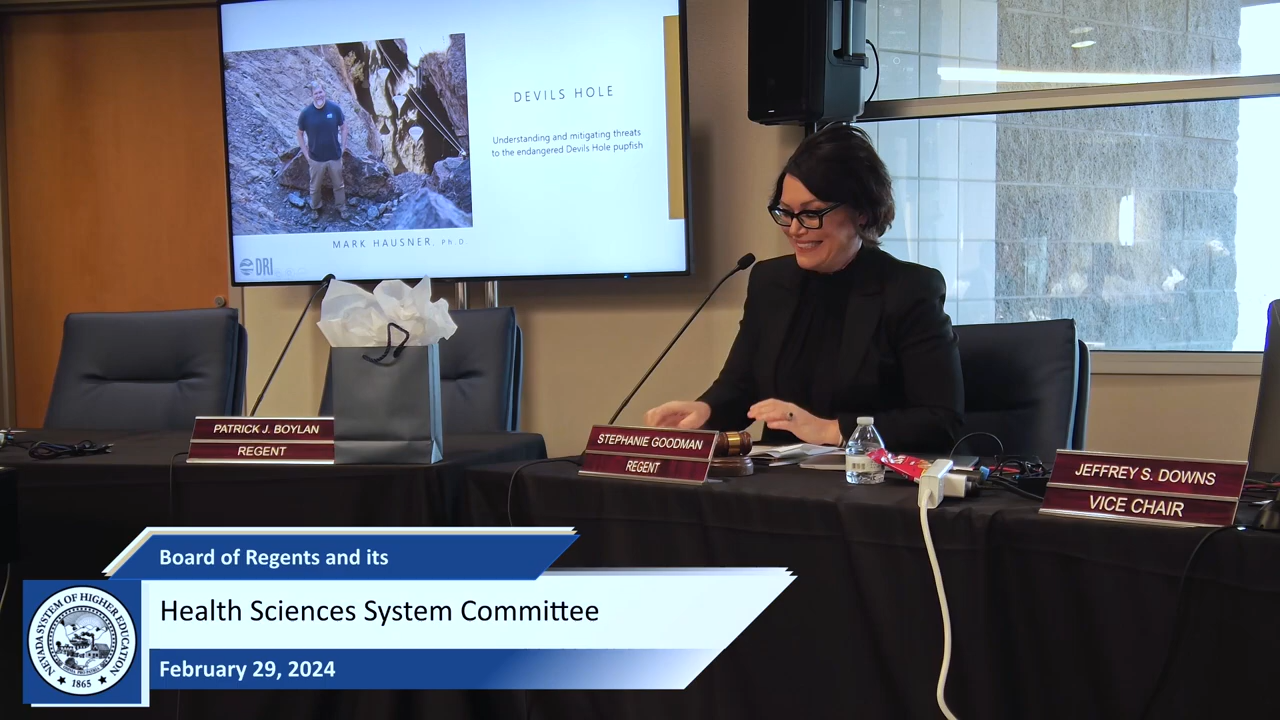 DEVILS HOLE
Understanding and mitigating threats
to the endangered Devils Hole pupfish
MARK HAUSNER, Ph.D
DRI
PATRICK J. BOYLAN
REGENT
STEPHANIE GOODMAN
REGENT
JEFFREY S. DOWNS
VICE CHAIR
Board of Regents and its
Health Sciences System Committee
February 29, 2024
NEVADA SYSTEM OF HIGHER EDUCATION
1865